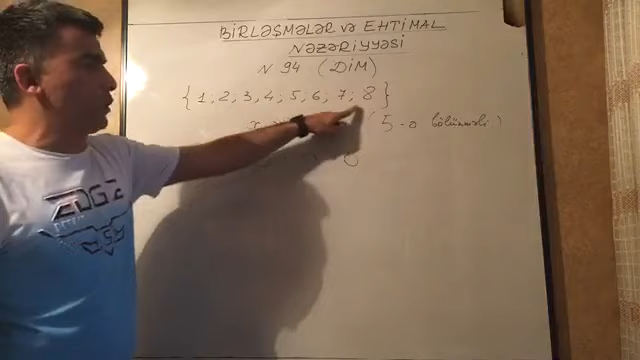 BİRLƏŞMƏLƏR və EHTİMAL
NƏZƏRİYYƏSİ
N 94 (DİM)
{ 1; 2; 3; 4; 5; 6; 7; 8 }
(5-ə bölünməli)
EDGE